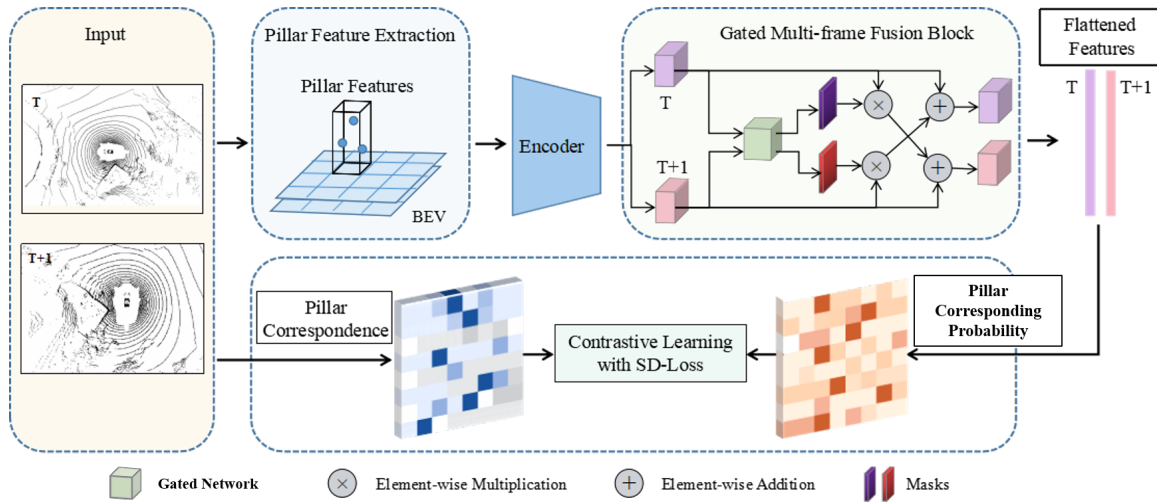 Input
T
T+1
Pillar Feature Extraction
Pillar Features
BEV
Encoder
Gated Multi-frame Fusion Block
T
T+1
×
×
+
+
Flattened
Features
T
T+1
Pillar
Correspondence
Contrastive Learning
with SD-Loss
Pillar
Corresponding
Probability
Gated Network
×
Element-wise Multiplication
+
Element-wise Addition
Masks